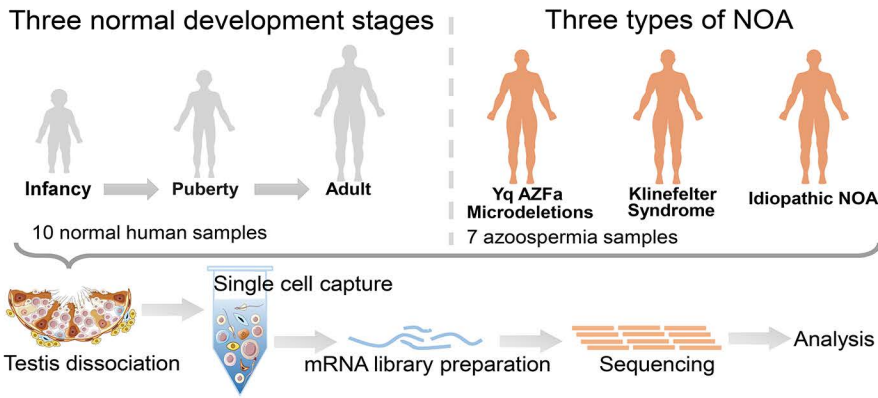 Three normal development stages
Three types of NOA
Infancy
Puberty
Adult
Yq AZFa
Microdeletions
Klinefelter
Syndrome
Idiopathic NOA
10 normal human samples
7 azoospermia samples
Single cell capture
Testis dissociation
mRNA library preparation
Sequencing
Analysis